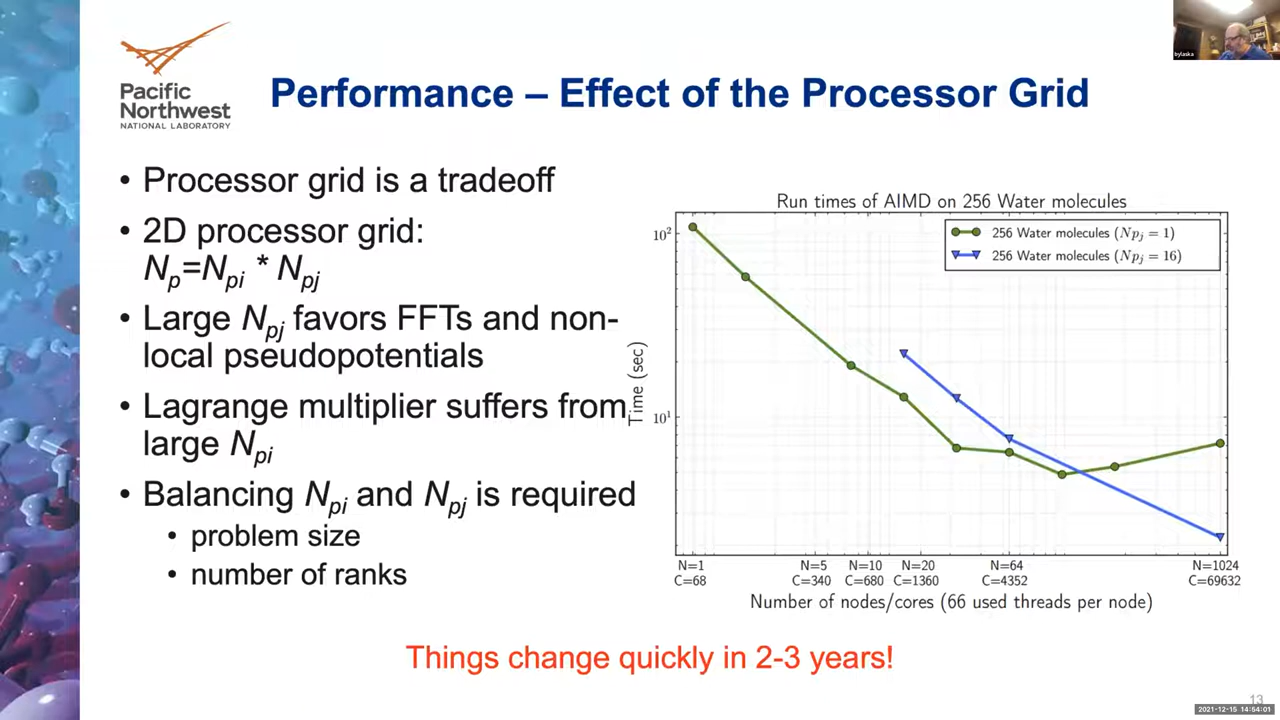 Pacific
Northwest
NATIONAL LABORATORY
Performance – Effect of the Processor Grid
bylaska
• Processor grid is a tradeoff
• 2D processor grid:
Np=Npi * Npj
• Large Npj favors FFTs and non-
local pseudopotentials
• Lagrange multiplier suffers from
large Npi
• Balancing Npi and Npj is required
• problem size
• number of ranks
Run times of AIMD on 256 Water molecules
256 Water molecules (Npj = 1)
256 Water molecules (Npj = 16)
10²
10¹
Time (sec)
N=1 N=5 N=10 N=20 N=64 N=1024
C=68 C=340 C=680 C=1360 C=4352 C=69632
Number of nodes/cores (66 used threads per node)
Things change quickly in 2-3 years!
13
2021-12-15 14:54:01